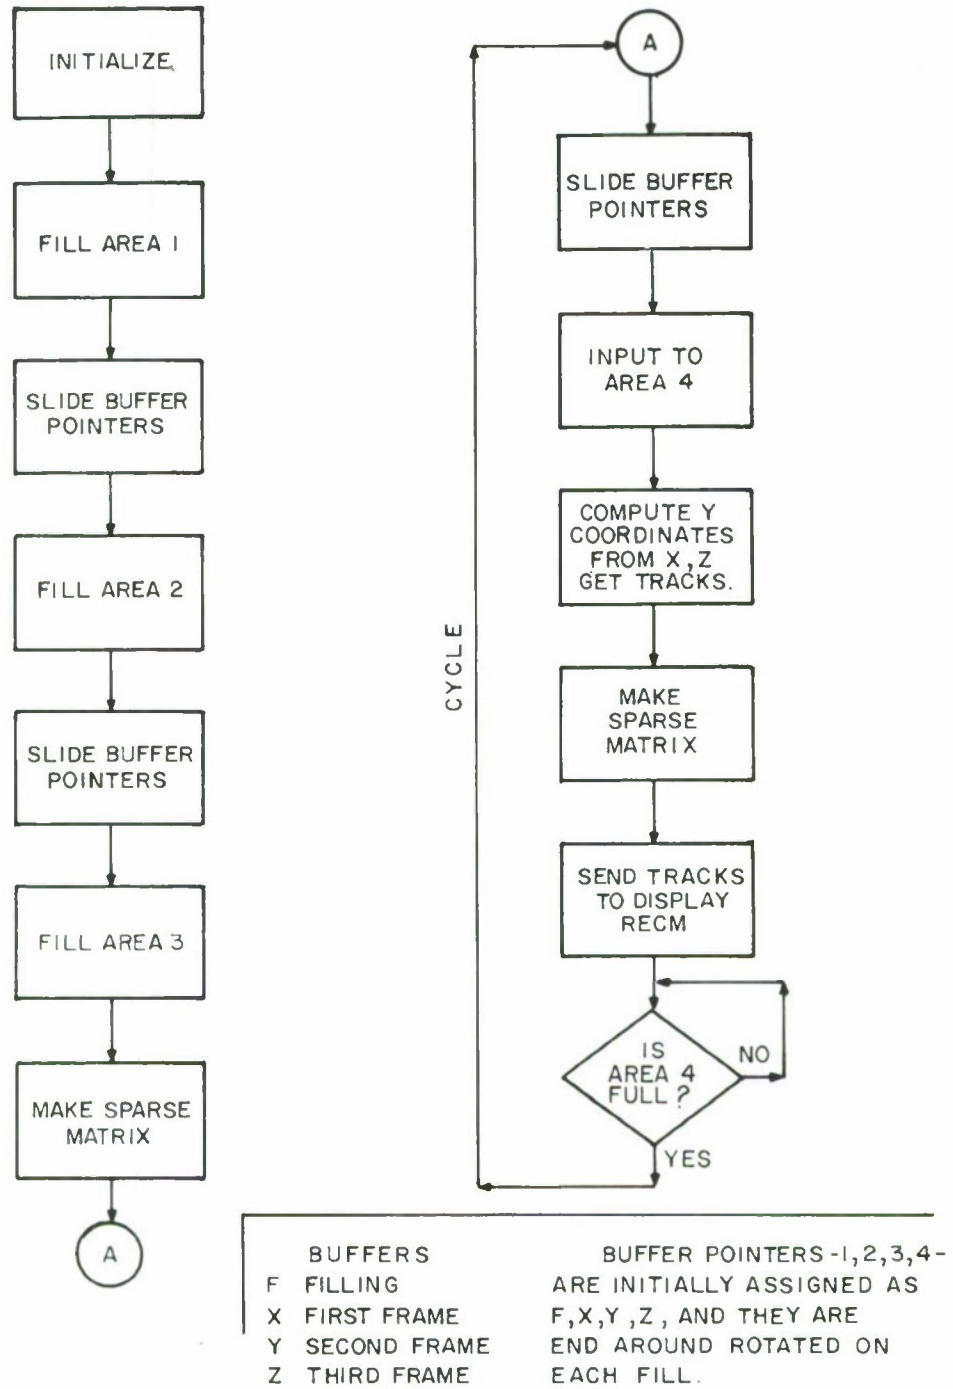 INITIALIZE
FILL AREA 1
SLIDE BUFFER
POINTERS
FILL AREA 2
SLIDE BUFFER
POINTERS
FILL AREA 3
MAKE SPARSE
MATRIX
A
A
SLIDE BUFFER
POINTERS
INPUT TO
AREA 4
COMPUTE Y
COORDINATES
FROM X,Z
GET TRACKS.
MAKE
SPARSE
MATRIX
SEND TRACKS
TO DISPLAY
RECM
IS
AREA 4
FULL?
NO
YES
CYCLE
BUFFERS
F FILLING
X FIRST FRAME
Y SECOND FRAME
Z THIRD FRAME
BUFFER POINTERS -1,2,3,4-
ARE INITIALLY ASSIGNED AS
F,X,Y,Z, AND THEY ARE
END AROUND ROTATED ON
EACH FILL.